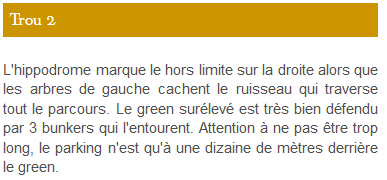 Trou 2
L'hippodrome marque le hors limite sur la droite alors que
les arbres de gauche cachent le ruisseau qui traverse
tout le parcours. Le green surélevé est très bien défendu
par 3 bunkers qui l'entourent. Attention à ne pas être trop
long, le parking n'est qu'à une dizaine de mètres derrière
le green.